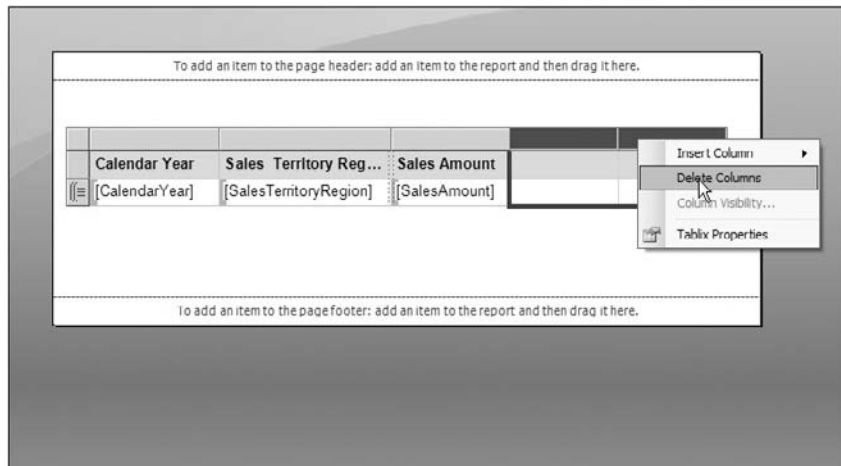 To add an item to the page header: add an item to the report and then drag it here.
Calendar Year Sales Territory Reg... Sales Amount
[CalendarYear] [SalesTerritoryRegion] [SalesAmount]
Insert Column
Delete Columns
Column Visibility...
Tablix Properties
To add an item to the page footer: add an item to the report and then drag it here.